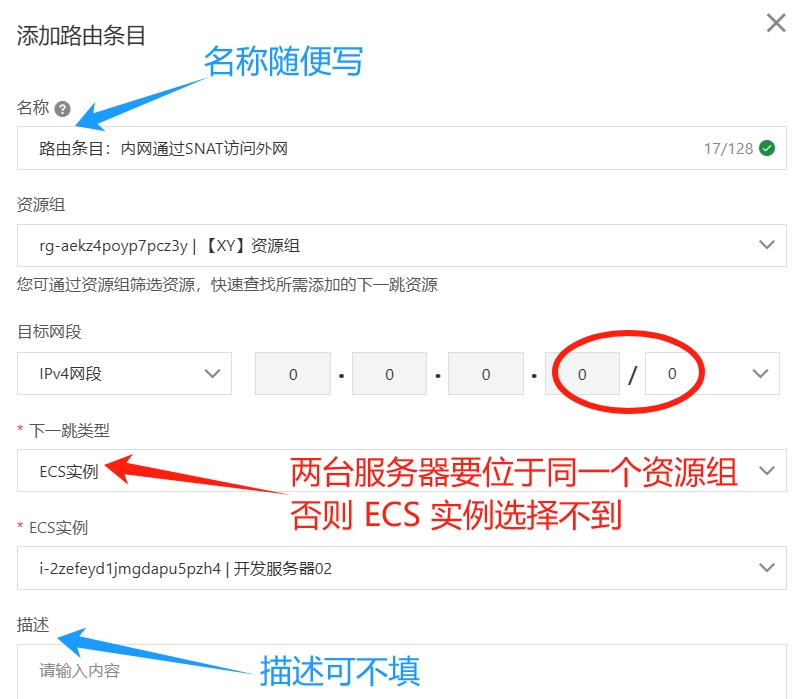 添加路由条目
名称随便写
名称
路由条目：内网通过SNAT访问外网 17/128
资源组
rg-aekz4poyp7pcz3y | 【XY】资源组
您可通过资源组筛选资源，快速查找所需添加的下一跳资源
目标网段
IPv4网段 0 . 0 . 0 . 0 / 0
* 下一跳类型
ECS实例
两台服务器要位于同一个资源组
否则 ECS 实例选择不到
* ECS实例
i-2zefeyd1jmgdapu5pzh4 | 开发服务器02
描述
请输入内容
描述可不填